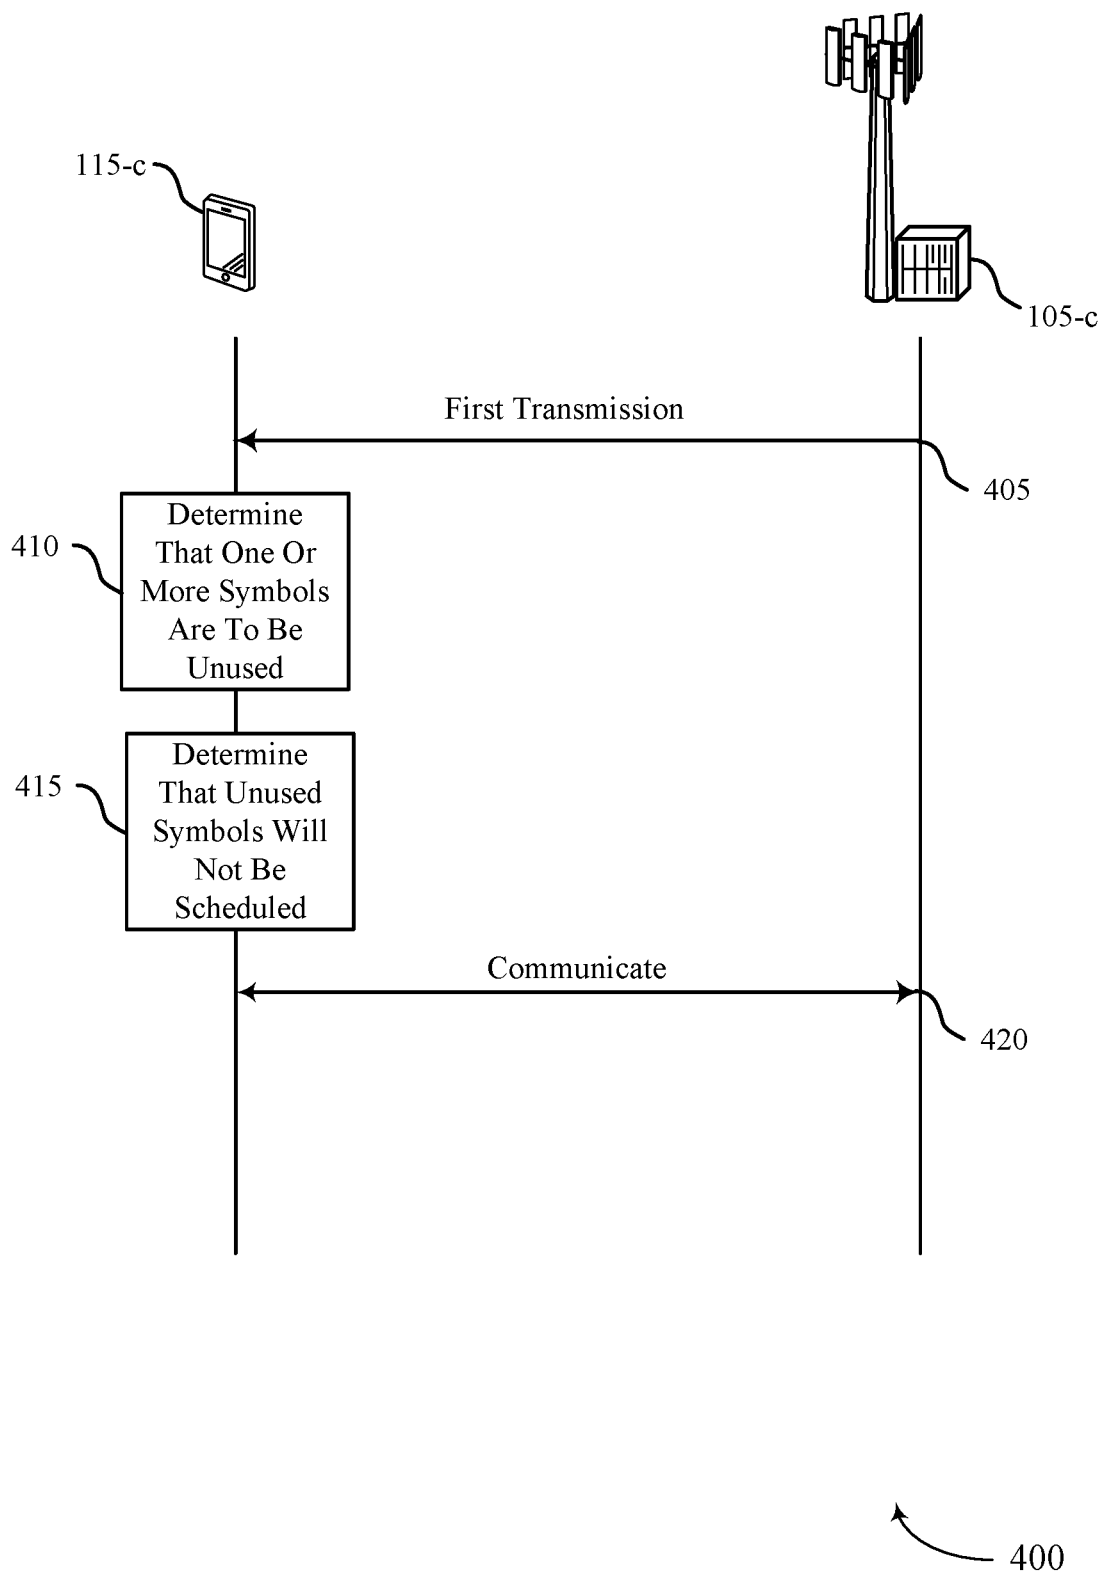 115-c
105-c
First Transmission
405
410
Determine
That One Or
More Symbols
Are To Be
Unused
415
Determine
That Unused
Symbols Will
Not Be
Scheduled
Communicate
420
400